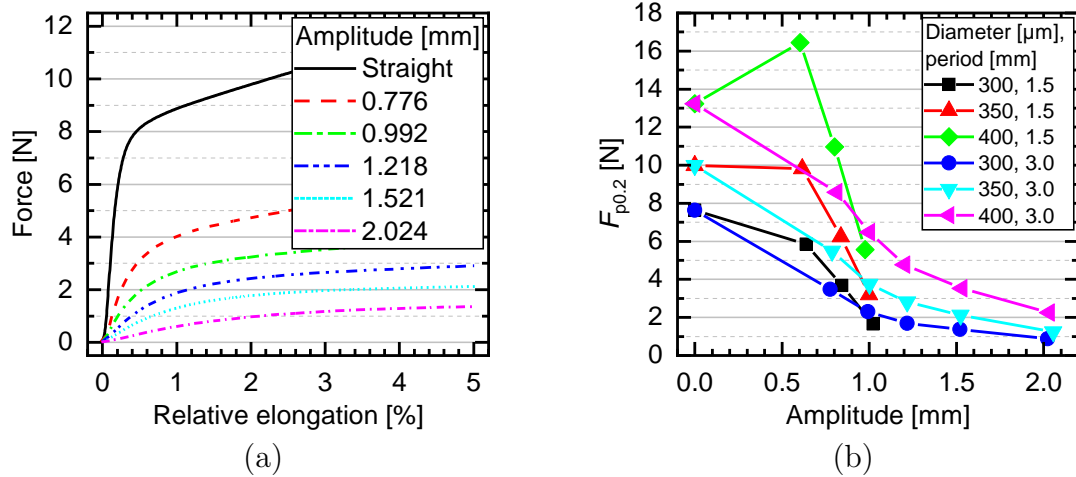 12
10
8
6
4
2
0
Force [N]
0 1 2 3 4 5
Relative elongation [%]
Amplitude [mm]
Straight
0.776
0.992
1.218
1.521
2.024
(a)
18
16
14
12
10
8
6
4
2
0
Fp0.2 [N]
0.0 0.5 1.0 1.5 2.0
Amplitude [mm]
Diameter [µm],
period [mm]
300, 1.5
350, 1.5
400, 1.5
300, 3.0
350, 3.0
400, 3.0
(b)